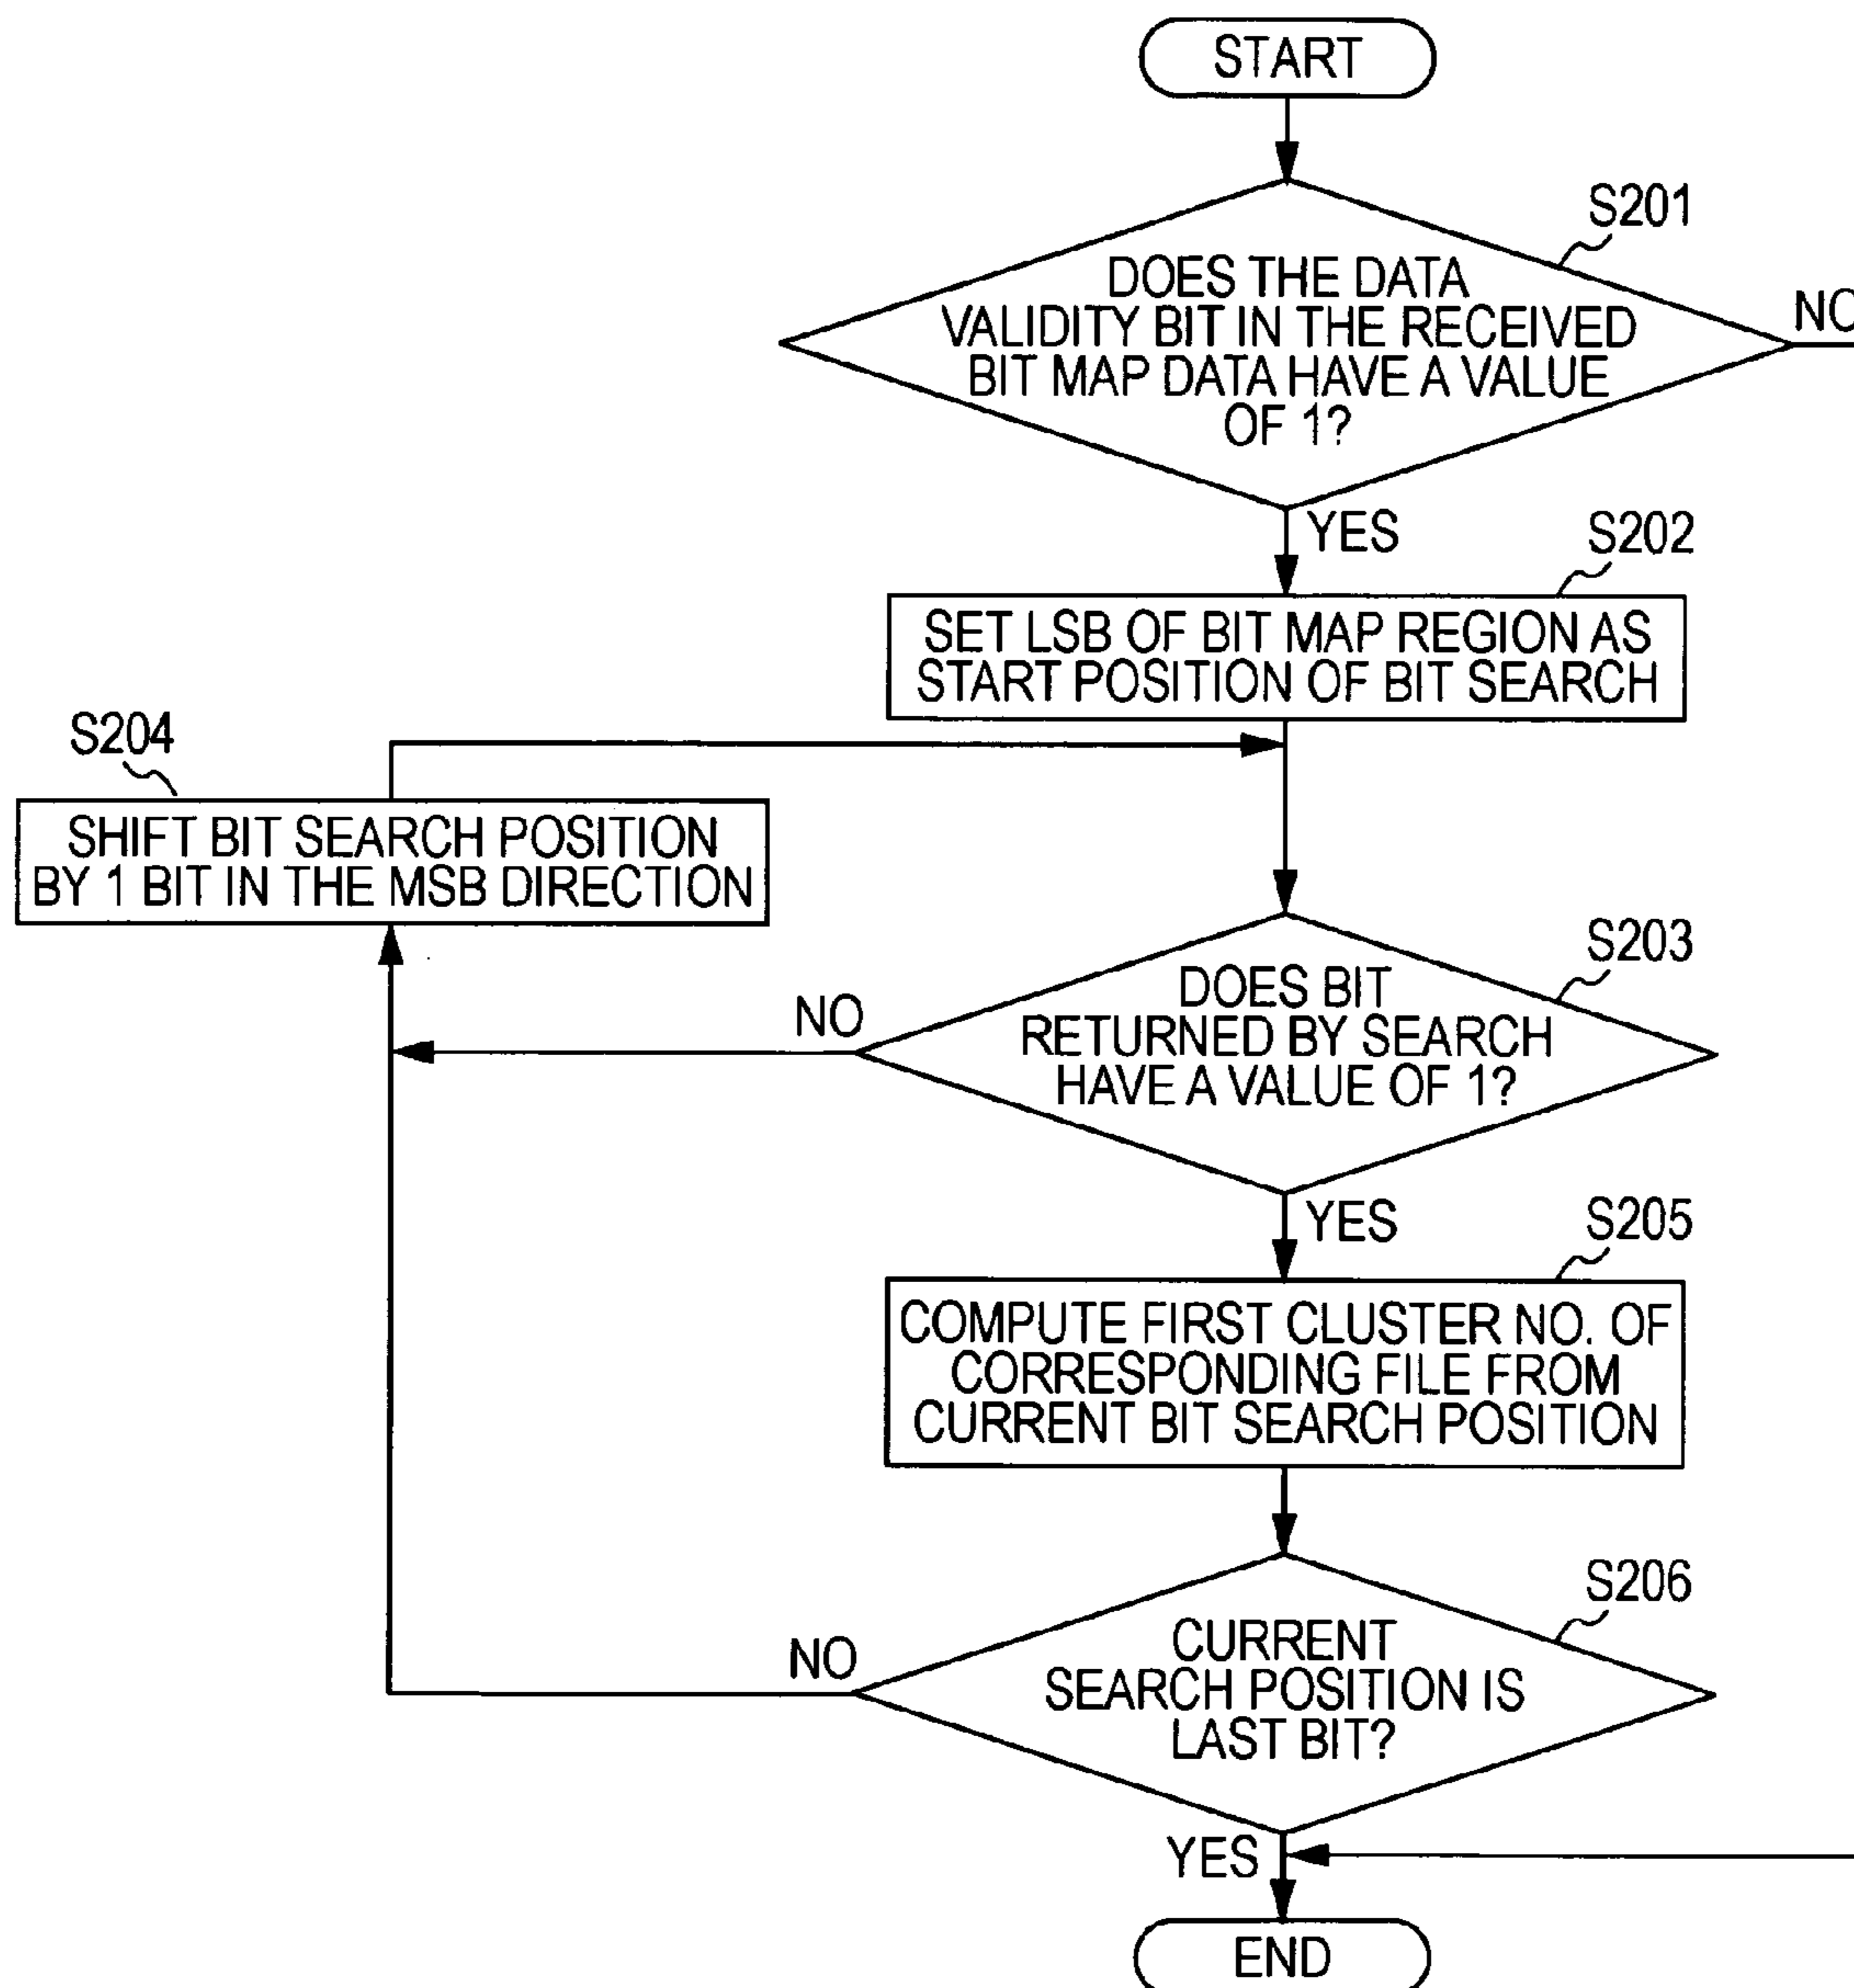 START
S201
DOES THE DATA
VALIDITY BIT IN THE RECEIVED
BIT MAP DATA HAVE A VALUE
OF 1?
NO
YES
S202
SET LSB OF BIT MAP REGION AS
START POSITION OF BIT SEARCH
S204
SHIFT BIT SEARCH POSITION
BY 1 BIT IN THE MSB DIRECTION
S203
DOES BIT
RETURNED BY SEARCH
HAVE A VALUE OF 1?
NO
YES
S205
COMPUTE FIRST CLUSTER NO. OF
CORRESPONDING FILE FROM
CURRENT BIT SEARCH POSITION
S206
CURRENT
SEARCH POSITION IS
LAST BIT?
NO
YES
END